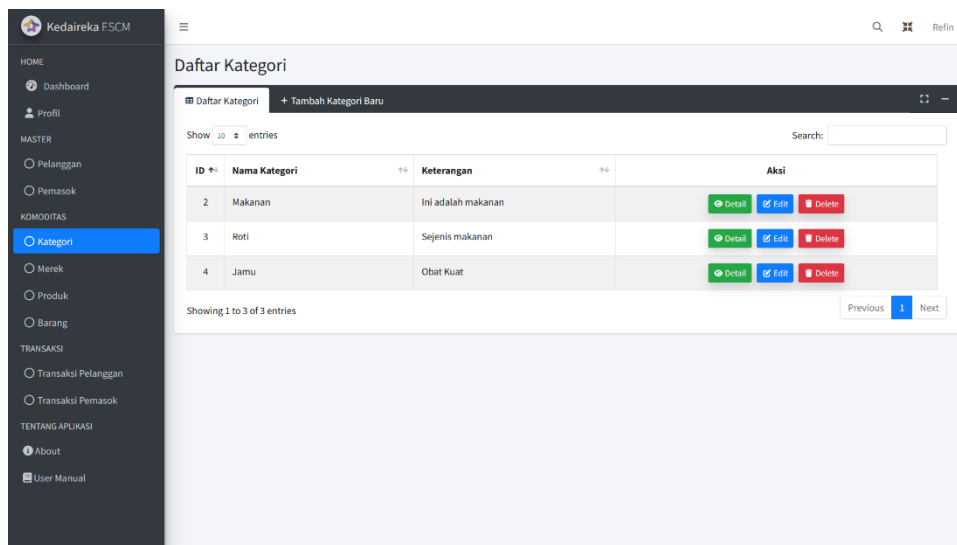 Kedaireka ESCM
Refin
HOME
Dashboard
Profil
MASTER
Pelanggan
Pemasok
KOMODITAS
Kategori
Merek
Produk
Barang
TRANSAKSI
Transaksi Pelanggan
Transaksi Pemasok
TENTANG APLIKASI
About
User Manual
Daftar Kategori
Daftar Kategori + Tambah Kategori Baru
Show 10 entries Search:
ID Nama Kategori Keterangan Aksi
2 Makanan Ini adalah makanan Detail Edit Delete
3 Roti Sejenis makanan Detail Edit Delete
4 Jamu Obat Kuat Detail Edit Delete
Showing 1 to 3 of 3 entries Previous 1 Next